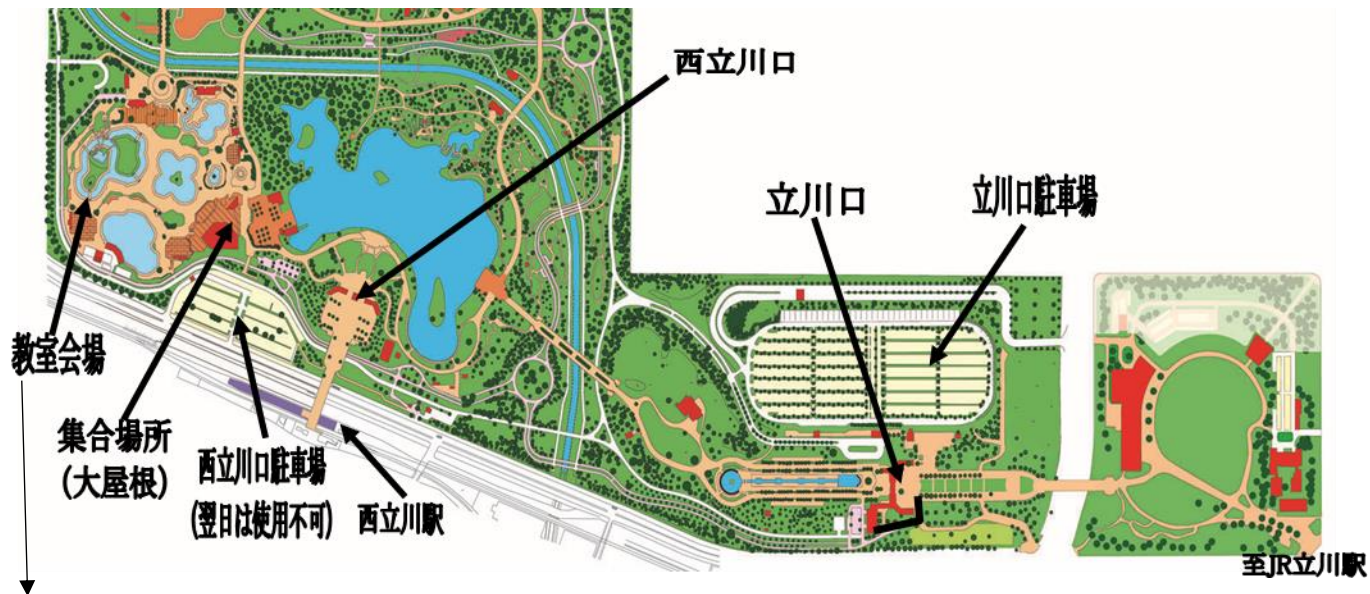 西立川口
立川口
立川口駐車場
教室会場
集合場所
(大屋根)
西立川口駐車場
(翌日は使用不可)
西立川駅
至JR立川駅